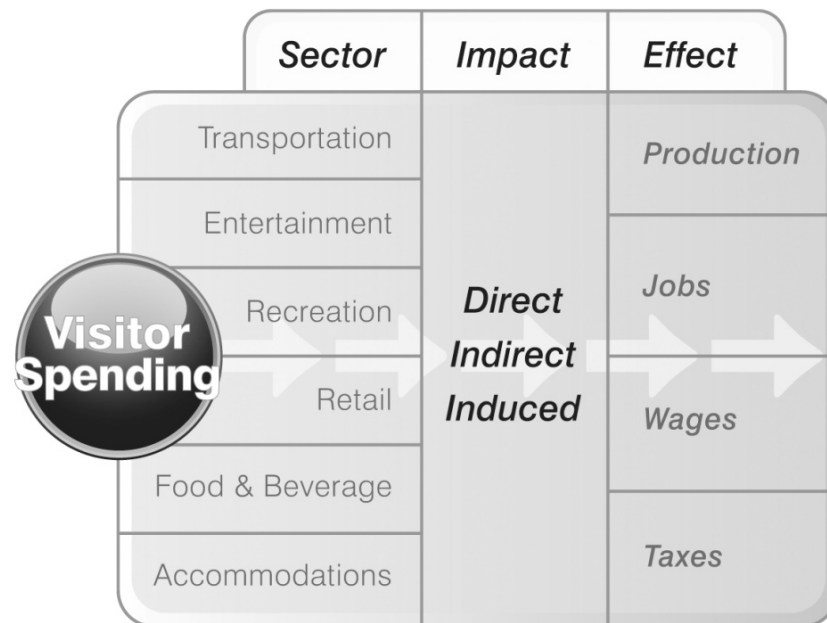 Sector
Impact
Effect
Transportation
Entertainment
Recreation
Retail
Food & Beverage
Accommodations
Visitor
Spending
Direct
Indirect
Induced
Production
Jobs
Wages
Taxes